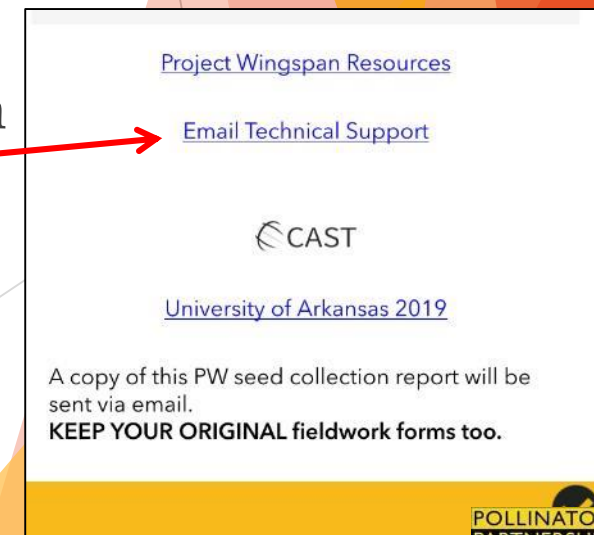 Project Wingspan Resources
Email Technical Support
CAST
University of Arkansas 2019
A copy of this PW seed collection report will be
sent via email.
KEEP YOUR ORIGINAL fieldwork forms too.